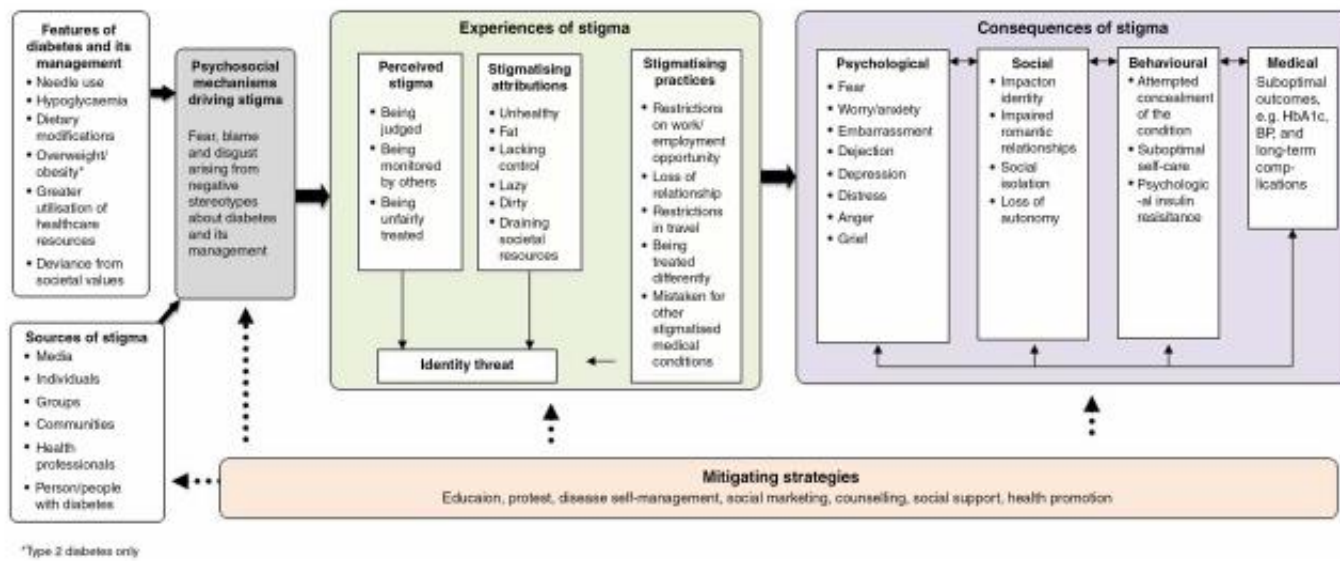 Features of
diabetes and its
management
• Needle use
• Hypoglycaemia
• Dietary
modifications
• Overweight/
obesity*
• Greater
utilisation of
healthcare
resources
• Deviance from
societal values
Sources of stigma
• Media
• Individuals
• Groups
• Communities
• Health
professionals
• Person/people
with diabetes
Psychosocial
mechanisms
driving stigma
Fear, blame
and disgust
arising from
negative
stereotypes
about diabetes
and its
management
Experiences of stigma
Perceived
stigma
• Being
judged
• Being
monitored
by others
• Being
unfairly
treated
Stigmatising
attributions
• Unhealthy
• Fat
• Lacking
control
• Lazy
• Dirty
• Draining
societal
resources
Stigmatising
practices
• Restrictions
on work/
employment
opportunity
• Loss of
relationship
• Restrictions
in travel
• Being
treated
differently
• Mistaken for
other
stigmatised
medical
conditions
Identity threat
Consequences of stigma
Psychological
• Fear
• Worry/anxiety
• Embarrassment
• Dejection
• Depression
• Distress
• Anger
• Grief
Social
• Impacton
identity
• Impaired
romantic
relationships
• Social
isolation
• Loss of
autonomy
Behavioural
• Attempted
concealment
of the
condition
• Suboptimal
self-care
• Psychologic
-al insulin
resisitance
Medical
Suboptimal
outcomes,
e.g. HbA1c,
BP, and
long-term
comp-
lications
Mitigating strategies
Educaion, protest, disease self-management, social marketing, counselling, social support, health promotion
*Type 2 diabetes only